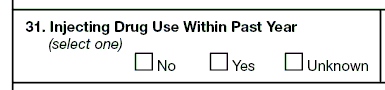 31. Injecting Drug Use Within Past Year
(select one)
No Yes Unknown